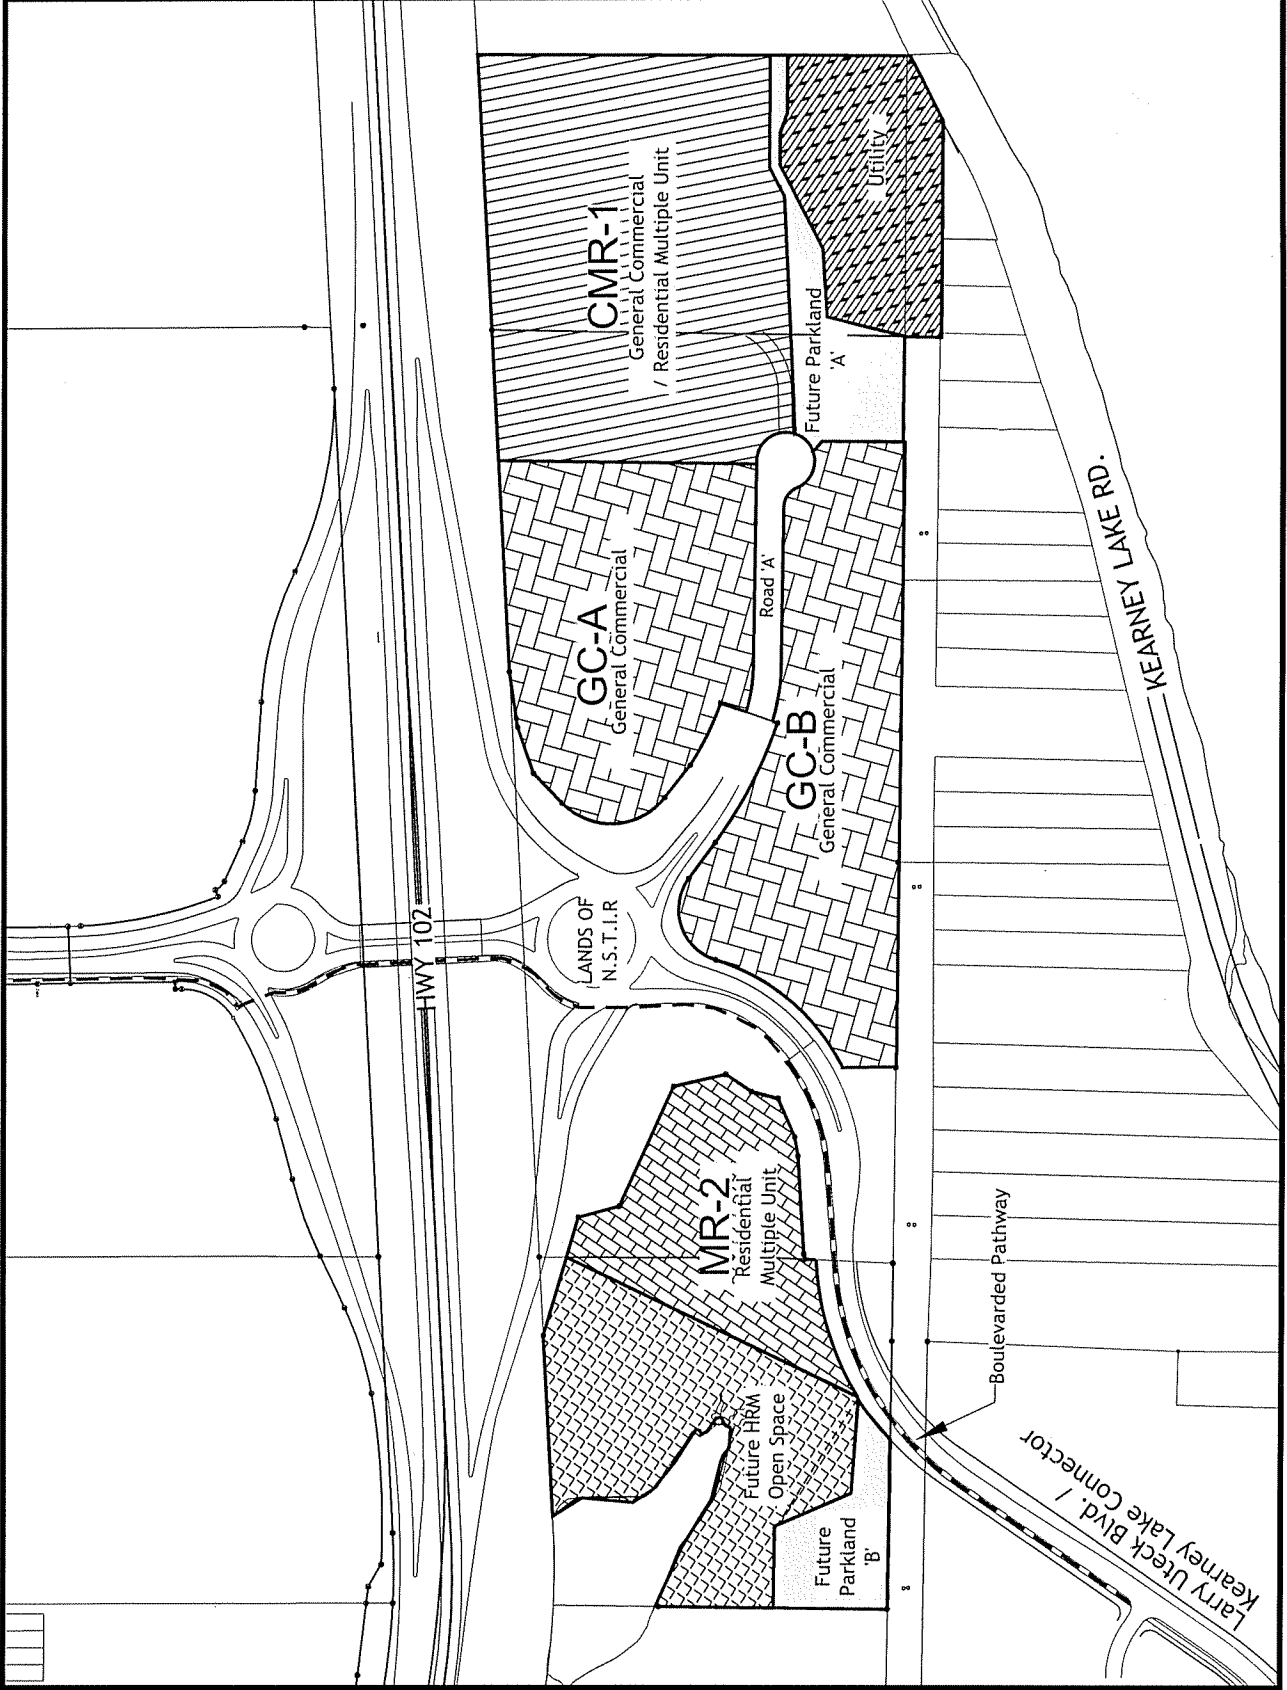 HWY 102
LANDS OF
N.S.T.I.R
CMR-1
General Commercial
/ Residential Multiple Unit
Utility
Future Parkland
'A'
GC-A
General Commercial
Road 'A'
GC-B
General Commercial
MR-2
Residential
Multiple Unit
Future HRM
Open Space
Future
Parkland
'B'
Boulevarded Pathway
KEARNEY LAKE RD.
Larry Uteck Blvd. /
Kearney Lake Connector